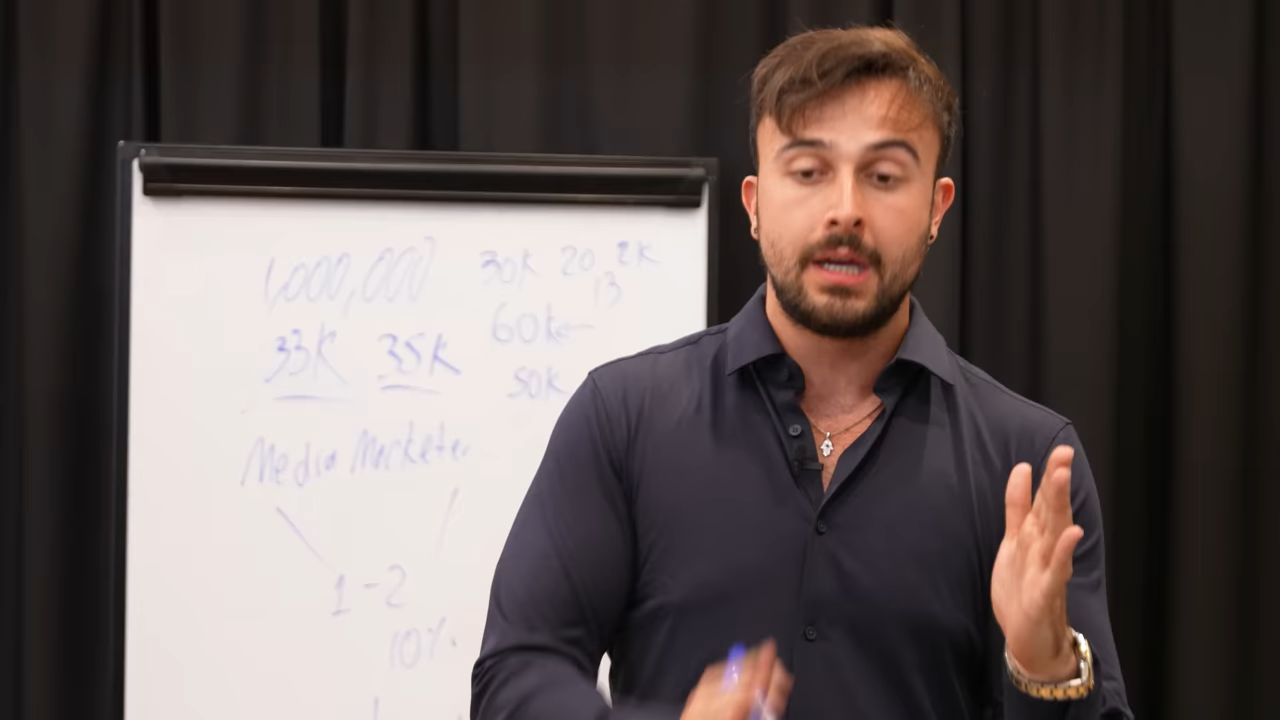 1,000,000 30K 20 2K
13
33K 35K 60K←
50K
Media Marketer
1-2
10%